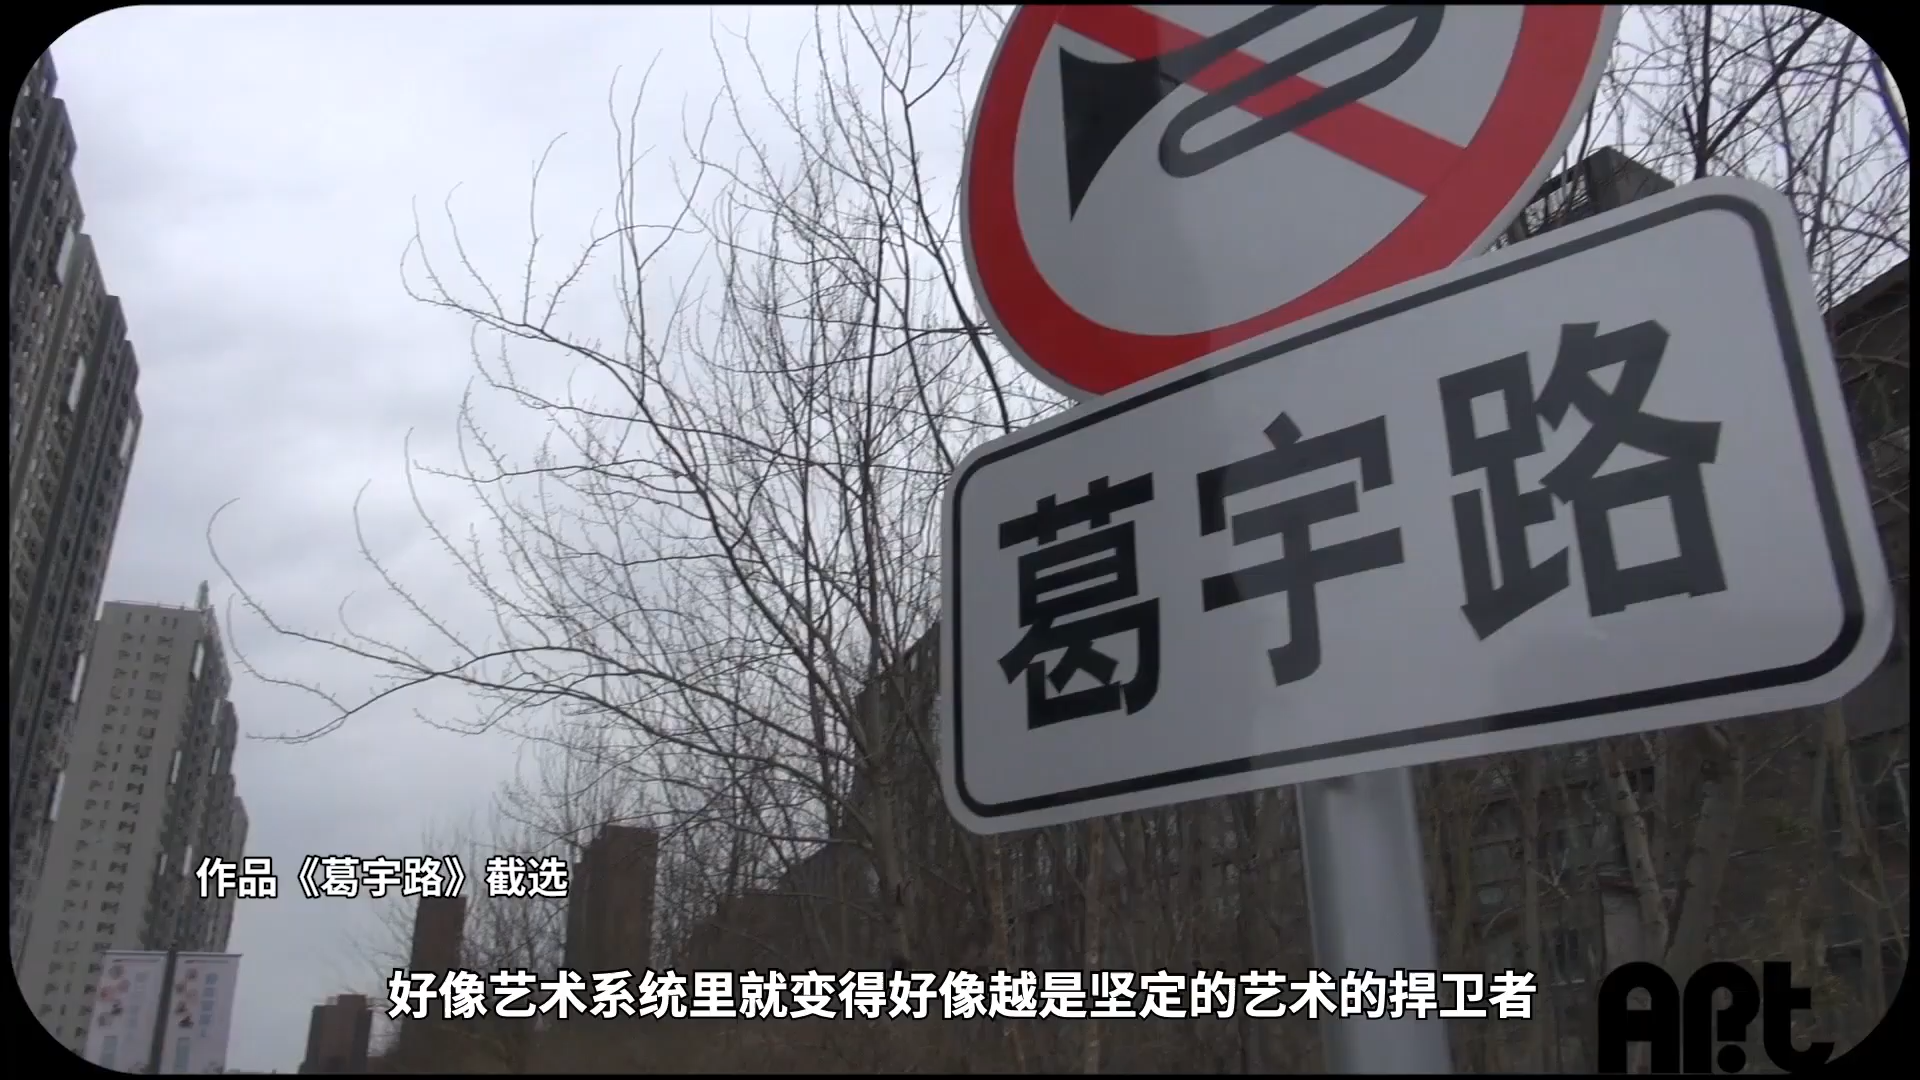 葛宇路
作品《葛宇路》截选
好像艺术系统里就变得好像越是坚定的艺术的捍卫者
APt